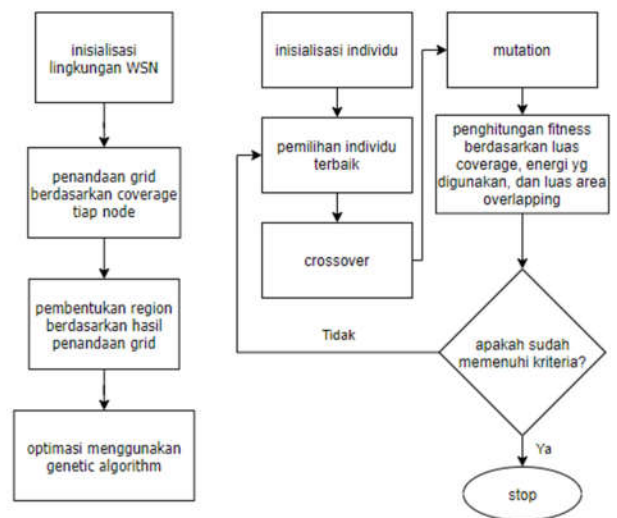 inisialisasi
lingkungan WSN
penandaan grid
berdasarkan coverage
tiap node
pembentukan region
berdasarkan hasil
penandaan grid
optimasi menggunakan
genetic algorithm
inisialisasi individu
pemilihan individu
terbaik
crossover
mutation
penghitungan fitness
berdasarkan luas
coverage, energi yg
digunakan, dan luas area
overlapping
apakah sudah
memenuhi kriteria?
Tidak
Ya
stop